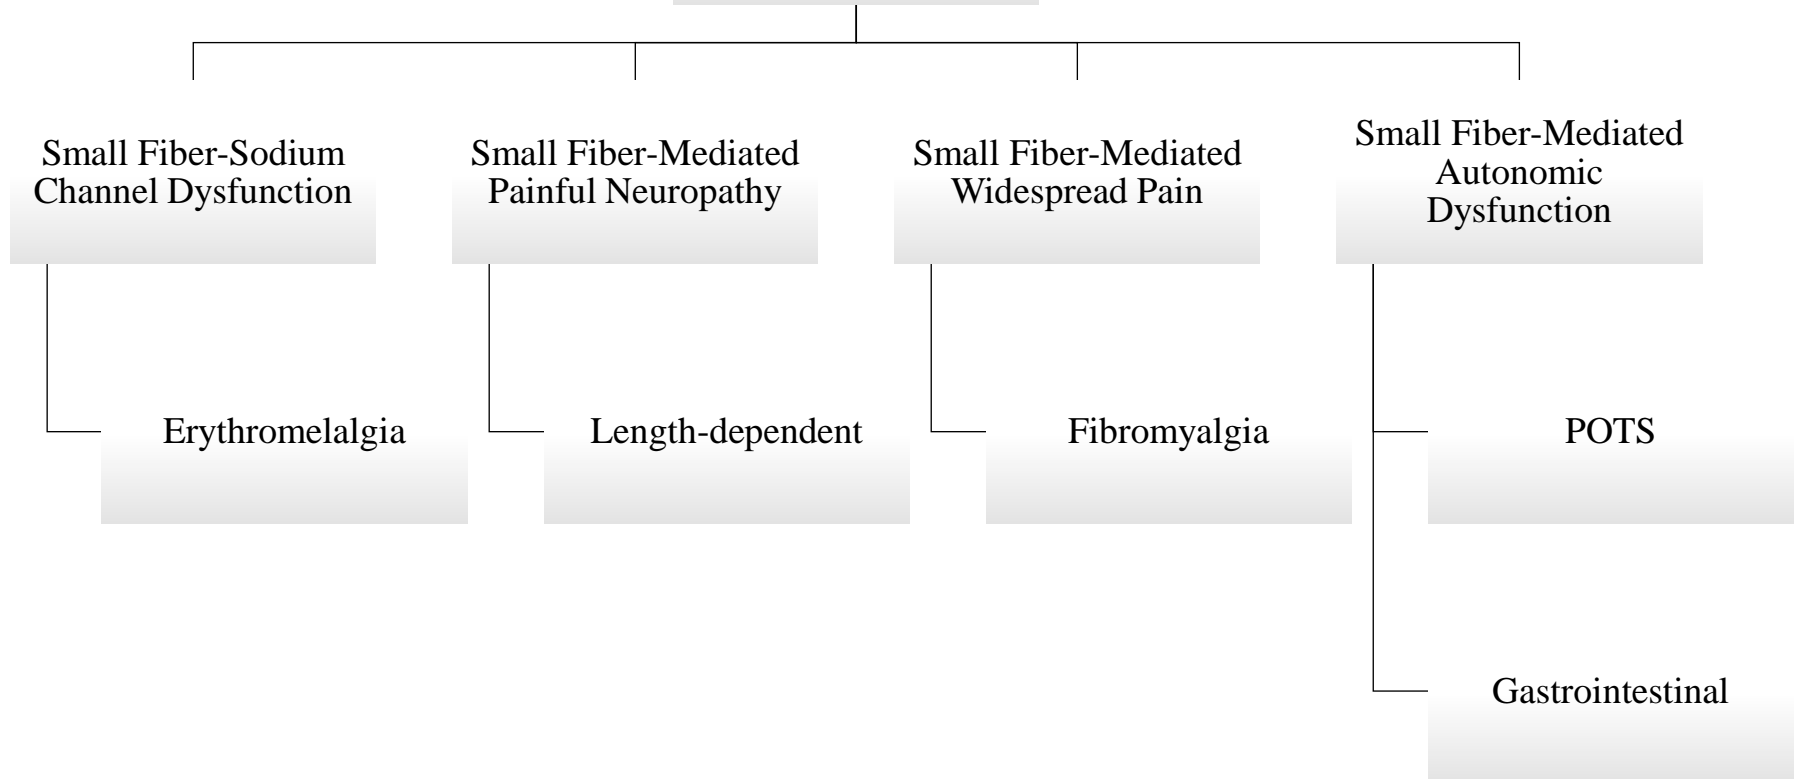 Small Fiber-Sodium
Channel Dysfunction
Small Fiber-Mediated
Painful Neuropathy
Small Fiber-Mediated
Widespread Pain
Small Fiber-Mediated
Autonomic
Dysfunction
Erythromelalgia
Length-dependent
Fibromyalgia
POTS
Gastrointestinal